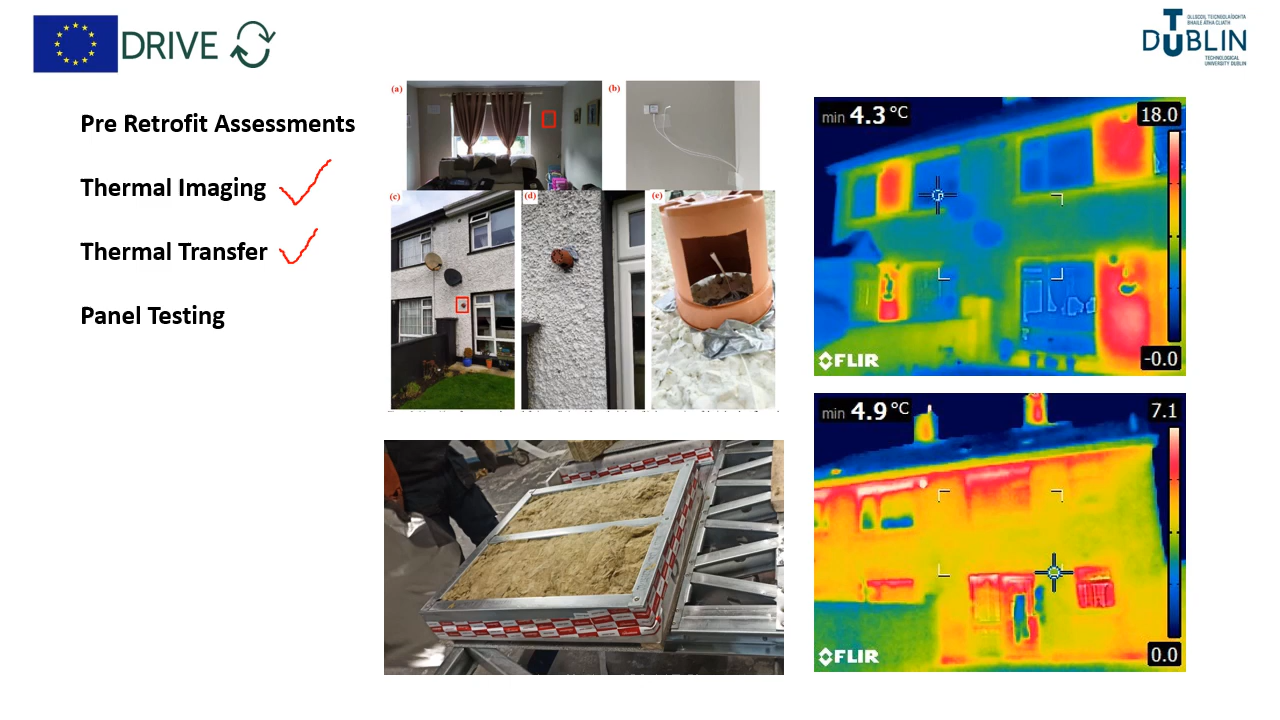 DRIVE
OLLSCOIL TEICNEOLAÍOCHTA
BHAILE ÁTHA CLIATH
TU DUBLIN
TECHNOLOGICAL
UNIVERSITY DUBLIN
Pre Retrofit Assessments
Thermal Imaging
Thermal Transfer
Panel Testing
(a)
(b)
(c)
(d)
(e)
min 4.3 °C
18.0
-0.0
FLIR
min 4.9 °C
7.1
0.0
FLIR